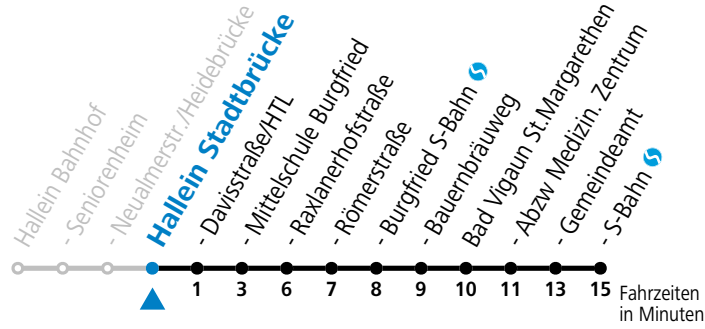 Hallein Bahnhof
- Seniorenheim
- Neualmerstr./Heidebrücke
Hallein Stadtbrücke
- Davisstraße/HTL
- Mittelschule Burgfried
- Raxlanerhofstraße
- Römerstraße
- Burgfried S-Bahn
- Bauernbräuweg
Bad Vigaun St.Margarethen
- Abzw Medizin. Zentrum
- Gemeindeamt
- S-Bahn
1 3 6 7 8 9 10 11 13 15 Fahrzeiten
in Minuten